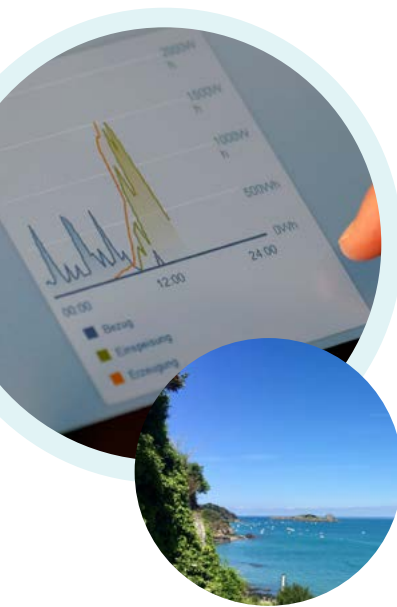 2000W
h
1500W
h
1000W
h
500Wh
0Wh
00:00
12:00
24:00
Bezug
Einspeisung
Erzeugung